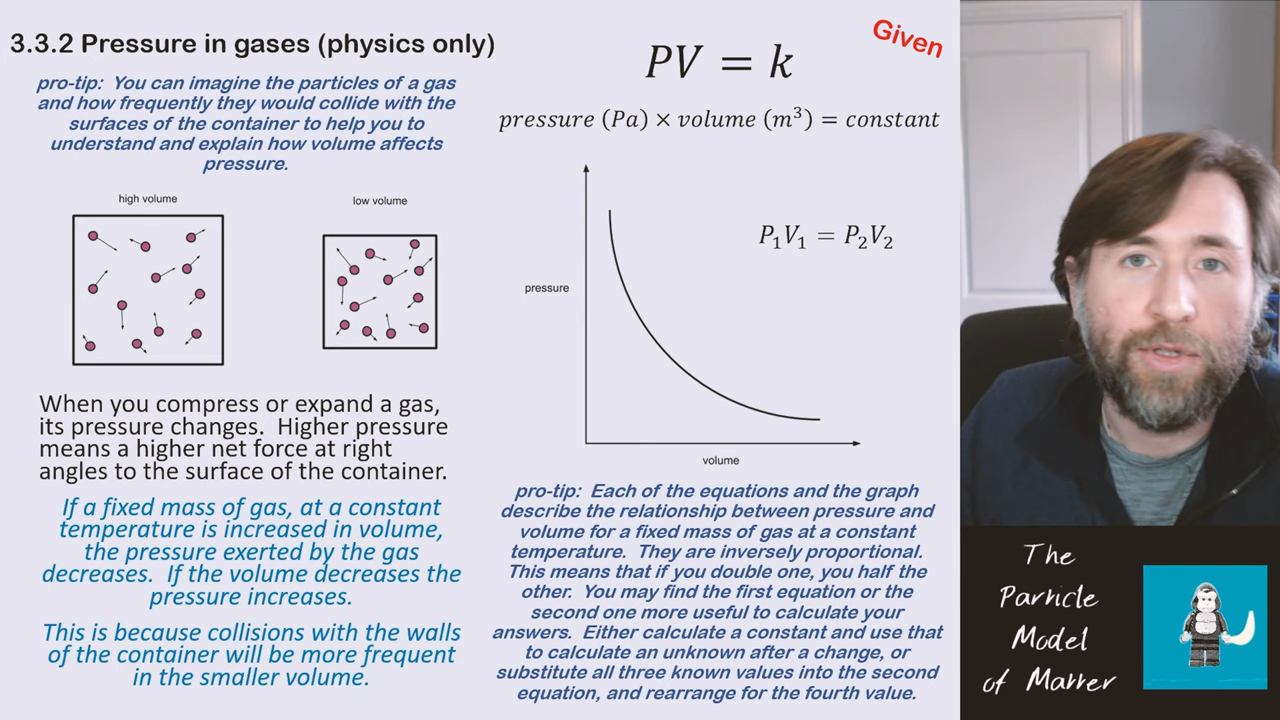 3.3.2 Pressure in gases (physics only)
pro-tip: You can imagine the particles of a gas
and how frequently they would collide with the
surfaces of the container to help you to
understand and explain how volume affects
pressure.
high volume
low volume
When you compress or expand a gas,
its pressure changes. Higher pressure
means a higher net force at right
angles to the surface of the container.
If a fixed mass of gas, at a constant
temperature is increased in volume,
the pressure exerted by the gas
decreases. If the volume decreases the
pressure increases.
This is because collisions with the walls
of the container will be more frequent
in the smaller volume.
Given
PV = k
pressure (Pa) × volume (m³) = constant
P₁V₁ = P₂V₂
pressure
volume
pro-tip: Each of the equations and the graph
describe the relationship between pressure and
volume for a fixed mass of gas at a constant
temperature. They are inversely proportional.
This means that if you double one, you half the
other. You may find the first equation or the
second one more useful to calculate your
answers. Either calculate a constant and use that
to calculate an unknown after a change, or
substitute all three known values into the second
equation, and rearrange for the fourth value.
The
Particle
Model
of Matter